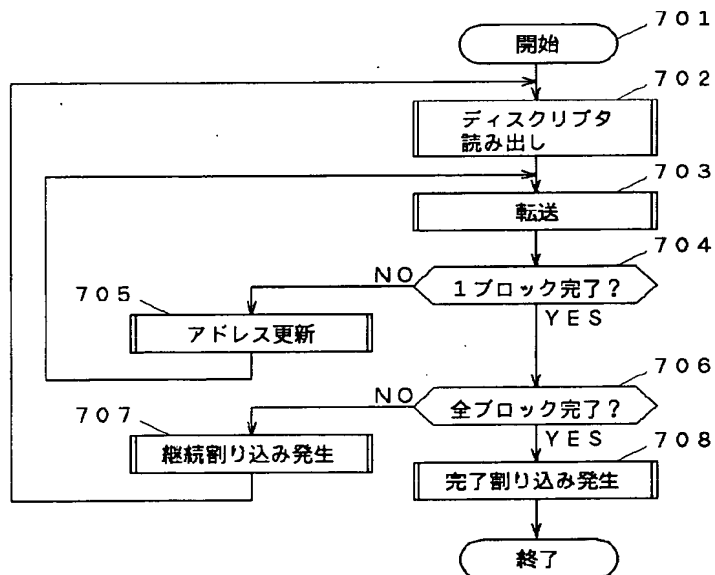 701
開始
702
ディスクリプタ
読み出し
703
転送
704
1ブロック完了?
NO
YES
705
アドレス更新
706
全ブロック完了?
NO
YES
707
継続割り込み発生
708
完了割り込み発生
終了